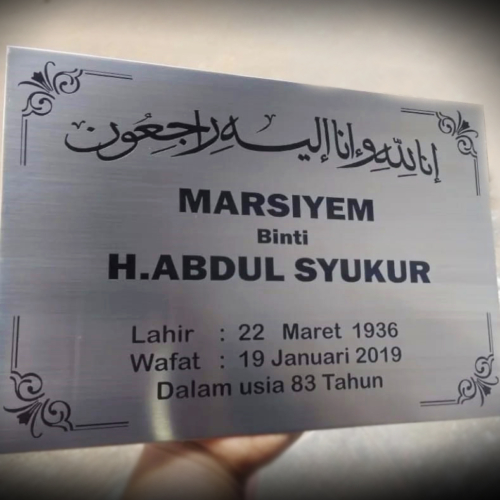 إنا لله وإنا إليه راجعون
MARSIYEM
Binti
H.ABDUL SYUKUR
Lahir : 22 Maret 1936
Wafat : 19 Januari 2019
Dalam usia 83 Tahun